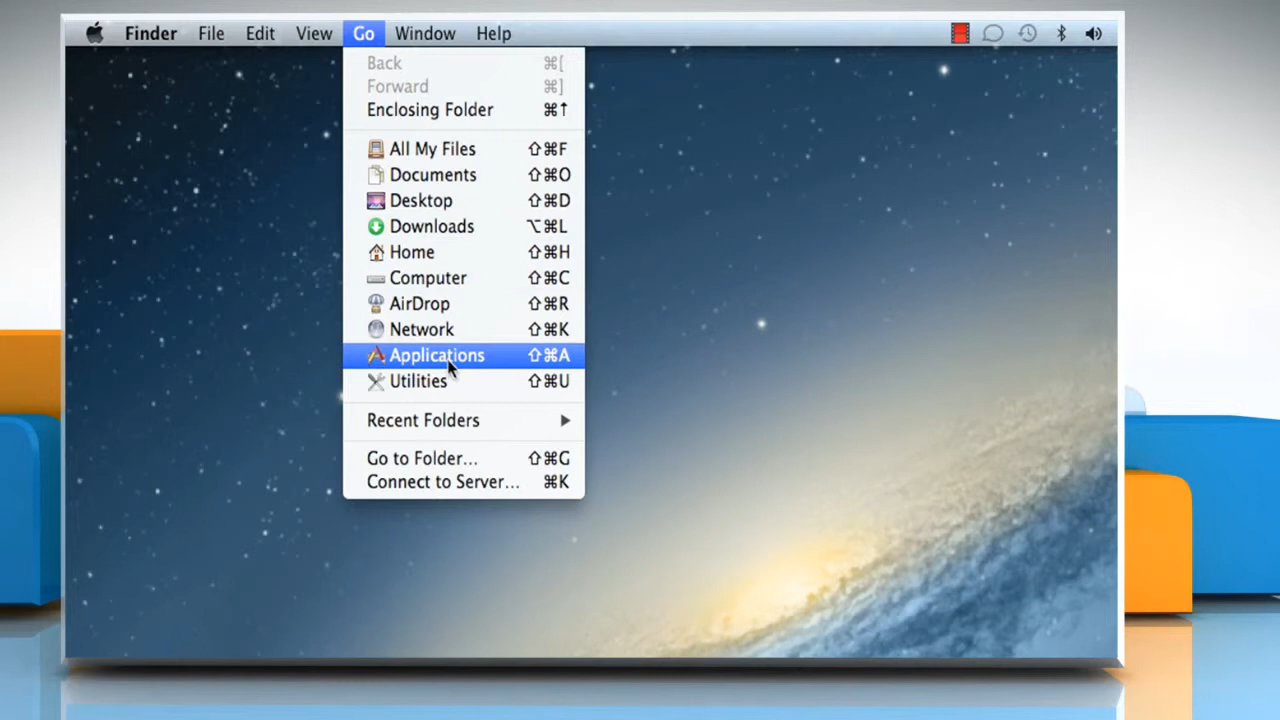 Finder File Edit View Go Window Help
Back ⌘[
Forward ⌘]
Enclosing Folder ⌘↑
All My Files ⇧⌘F
Documents ⇧⌘O
Desktop ⇧⌘D
Downloads ⌥⌘L
Home ⇧⌘H
Computer ⇧⌘C
AirDrop ⇧⌘R
Network ⇧⌘K
Applications ⇧⌘A
Utilities ⇧⌘U
Recent Folders ▶
Go to Folder... ⇧⌘G
Connect to Server... ⌘K